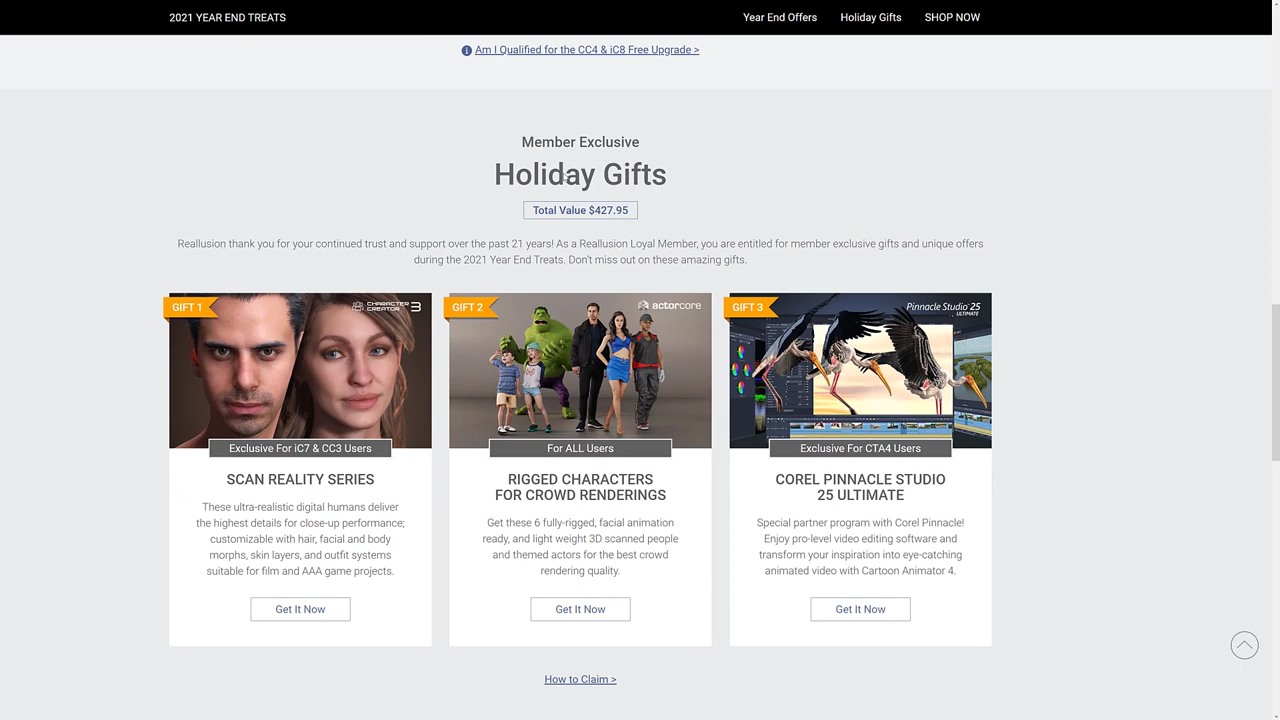 2021 YEAR END TREATS
Year End Offers
Holiday Gifts
SHOP NOW
Am I Qualified for the CC4 & iC8 Free Upgrade >
Member Exclusive
Holiday Gifts
Total Value $427.95
Reallusion thank you for your continued trust and support over the past 21 years! As a Reallusion Loyal Member, you are entitled for member exclusive gifts and unique offers
during the 2021 Year End Treats. Don't miss out on these amazing gifts.
GIFT 1
CHARACTER
CREATOR 3
Exclusive For iC7 & CC3 Users
SCAN REALITY SERIES
These ultra-realistic digital humans deliver
the highest details for close-up performance;
customizable with hair, facial and body
morphs, skin layers, and outfit systems
suitable for film and AAA game projects.
Get It Now
GIFT 2
actorcore
For ALL Users
RIGGED CHARACTERS
FOR CROWD RENDERINGS
Get these 6 fully-rigged, facial animation
ready, and light weight 3D scanned people
and themed actors for the best crowd
rendering quality.
Get It Now
GIFT 3
Pinnacle Studio 25
ULTIMATE
Exclusive For CTA4 Users
COREL PINNACLE STUDIO
25 ULTIMATE
Special partner program with Corel Pinnacle!
Enjoy pro-level video editing software and
transform your inspiration into eye-catching
animated video with Cartoon Animator 4.
Get It Now
How to Claim >